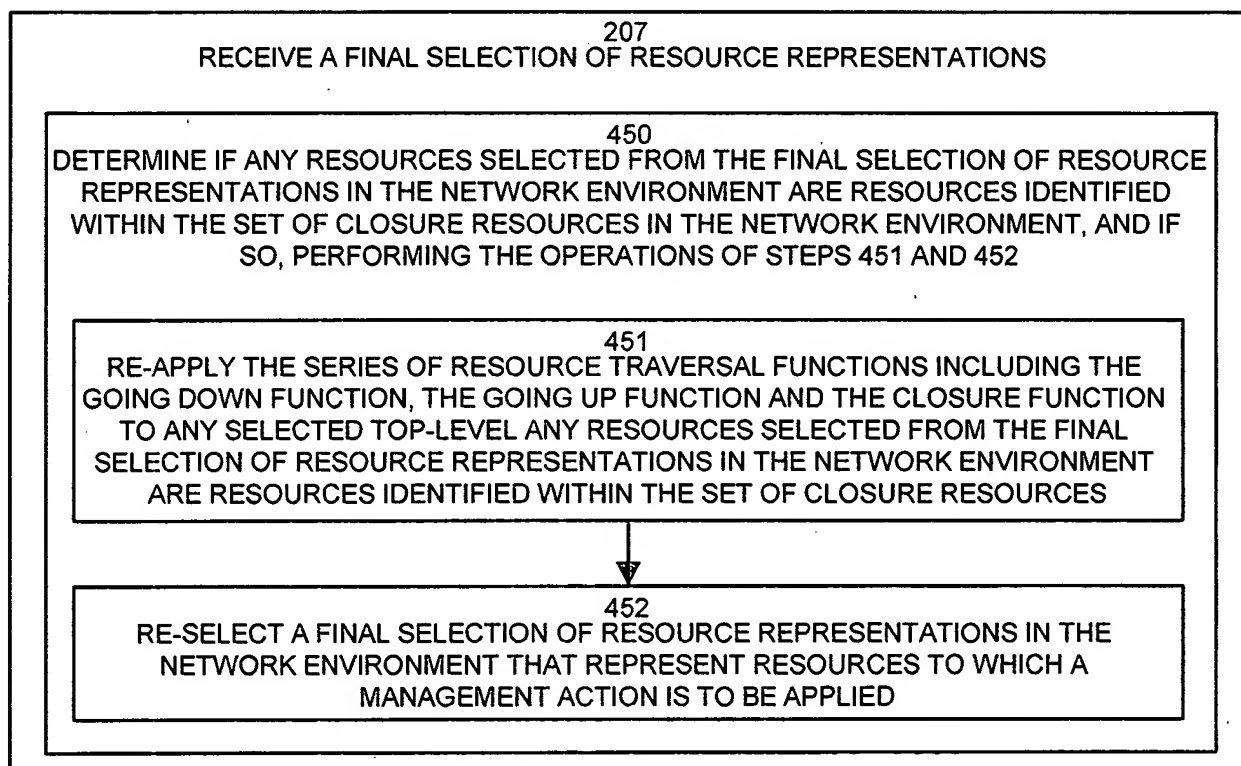 207
RECEIVE A FINAL SELECTION OF RESOURCE REPRESENTATIONS
450
DETERMINE IF ANY RESOURCES SELECTED FROM THE FINAL SELECTION OF RESOURCE
REPRESENTATIONS IN THE NETWORK ENVIRONMENT ARE RESOURCES IDENTIFIED
WITHIN THE SET OF CLOSURE RESOURCES IN THE NETWORK ENVIRONMENT, AND IF
SO, PERFORMING THE OPERATIONS OF STEPS 451 AND 452
451
RE-APPLY THE SERIES OF RESOURCE TRAVERSAL FUNCTIONS INCLUDING THE
GOING DOWN FUNCTION, THE GOING UP FUNCTION AND THE CLOSURE FUNCTION
TO ANY SELECTED TOP-LEVEL ANY RESOURCES SELECTED FROM THE FINAL
SELECTION OF RESOURCE REPRESENTATIONS IN THE NETWORK ENVIRONMENT
ARE RESOURCES IDENTIFIED WITHIN THE SET OF CLOSURE RESOURCES
452
RE-SELECT A FINAL SELECTION OF RESOURCE REPRESENTATIONS IN THE
NETWORK ENVIRONMENT THAT REPRESENT RESOURCES TO WHICH A
MANAGEMENT ACTION IS TO BE APPLIED